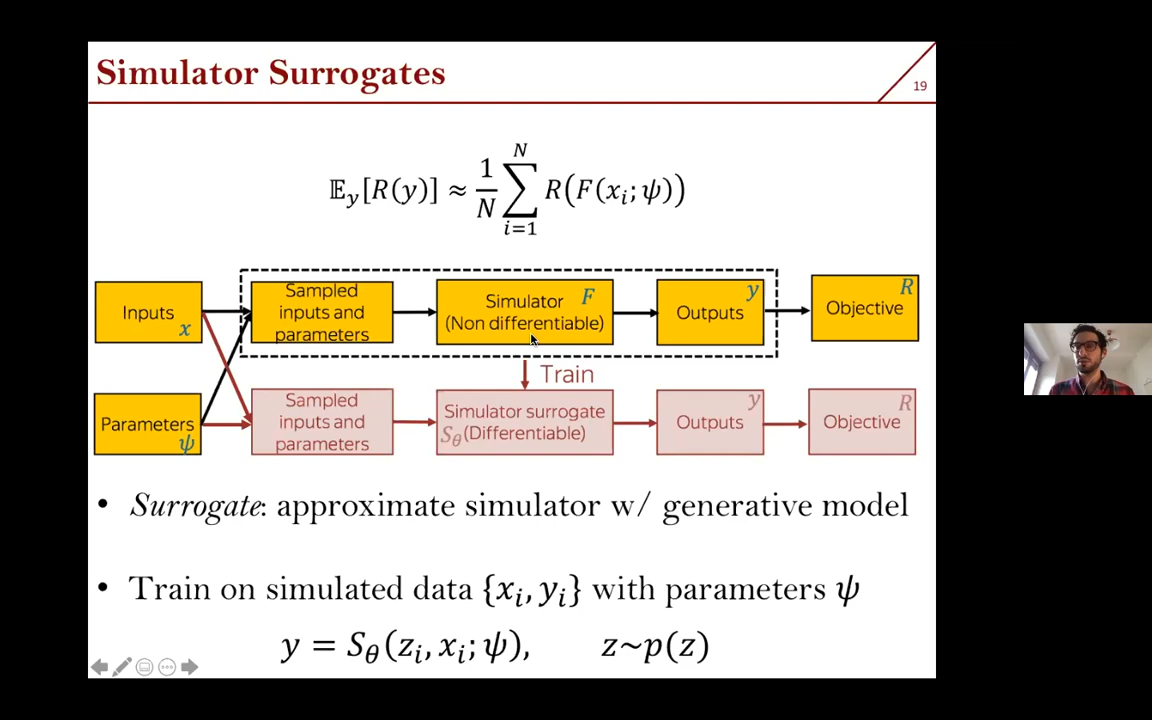 Simulator Surrogates
19
𝔼_y[R(y)] ≈ 1/N ∑_{i=1}^{N} R(F(x_i; ψ))
Inputs x
Sampled
inputs and
parameters
Simulator F
(Non differentiable)
Outputs y
Objective R
Train
Parameters ψ
Sampled
inputs and
parameters
Simulator surrogate
S_θ (Differentiable)
Outputs y
Objective R
• Surrogate: approximate simulator w/ generative model
• Train on simulated data {x_i, y_i} with parameters ψ
y = S_θ(z_i, x_i; ψ), z~p(z)